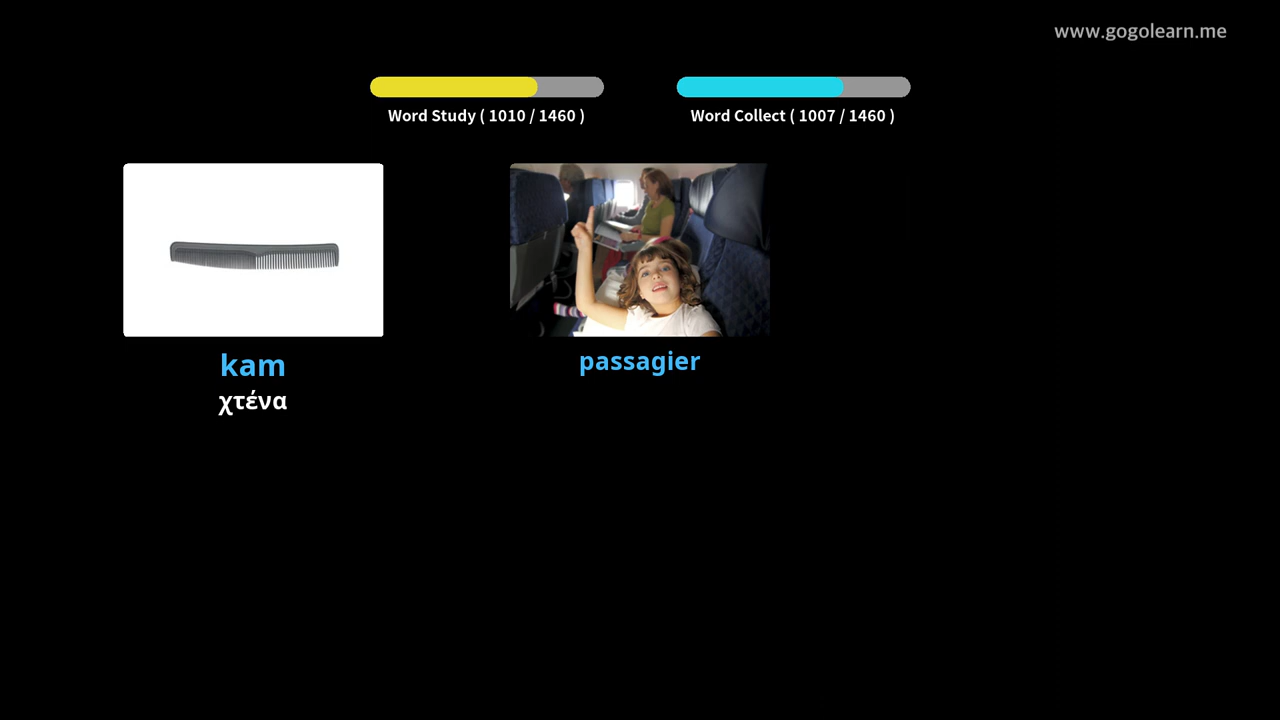 www.gogolearn.me
Word Study ( 1010 / 1460 )
Word Collect ( 1007 / 1460 )
kam
χτένα
passagier